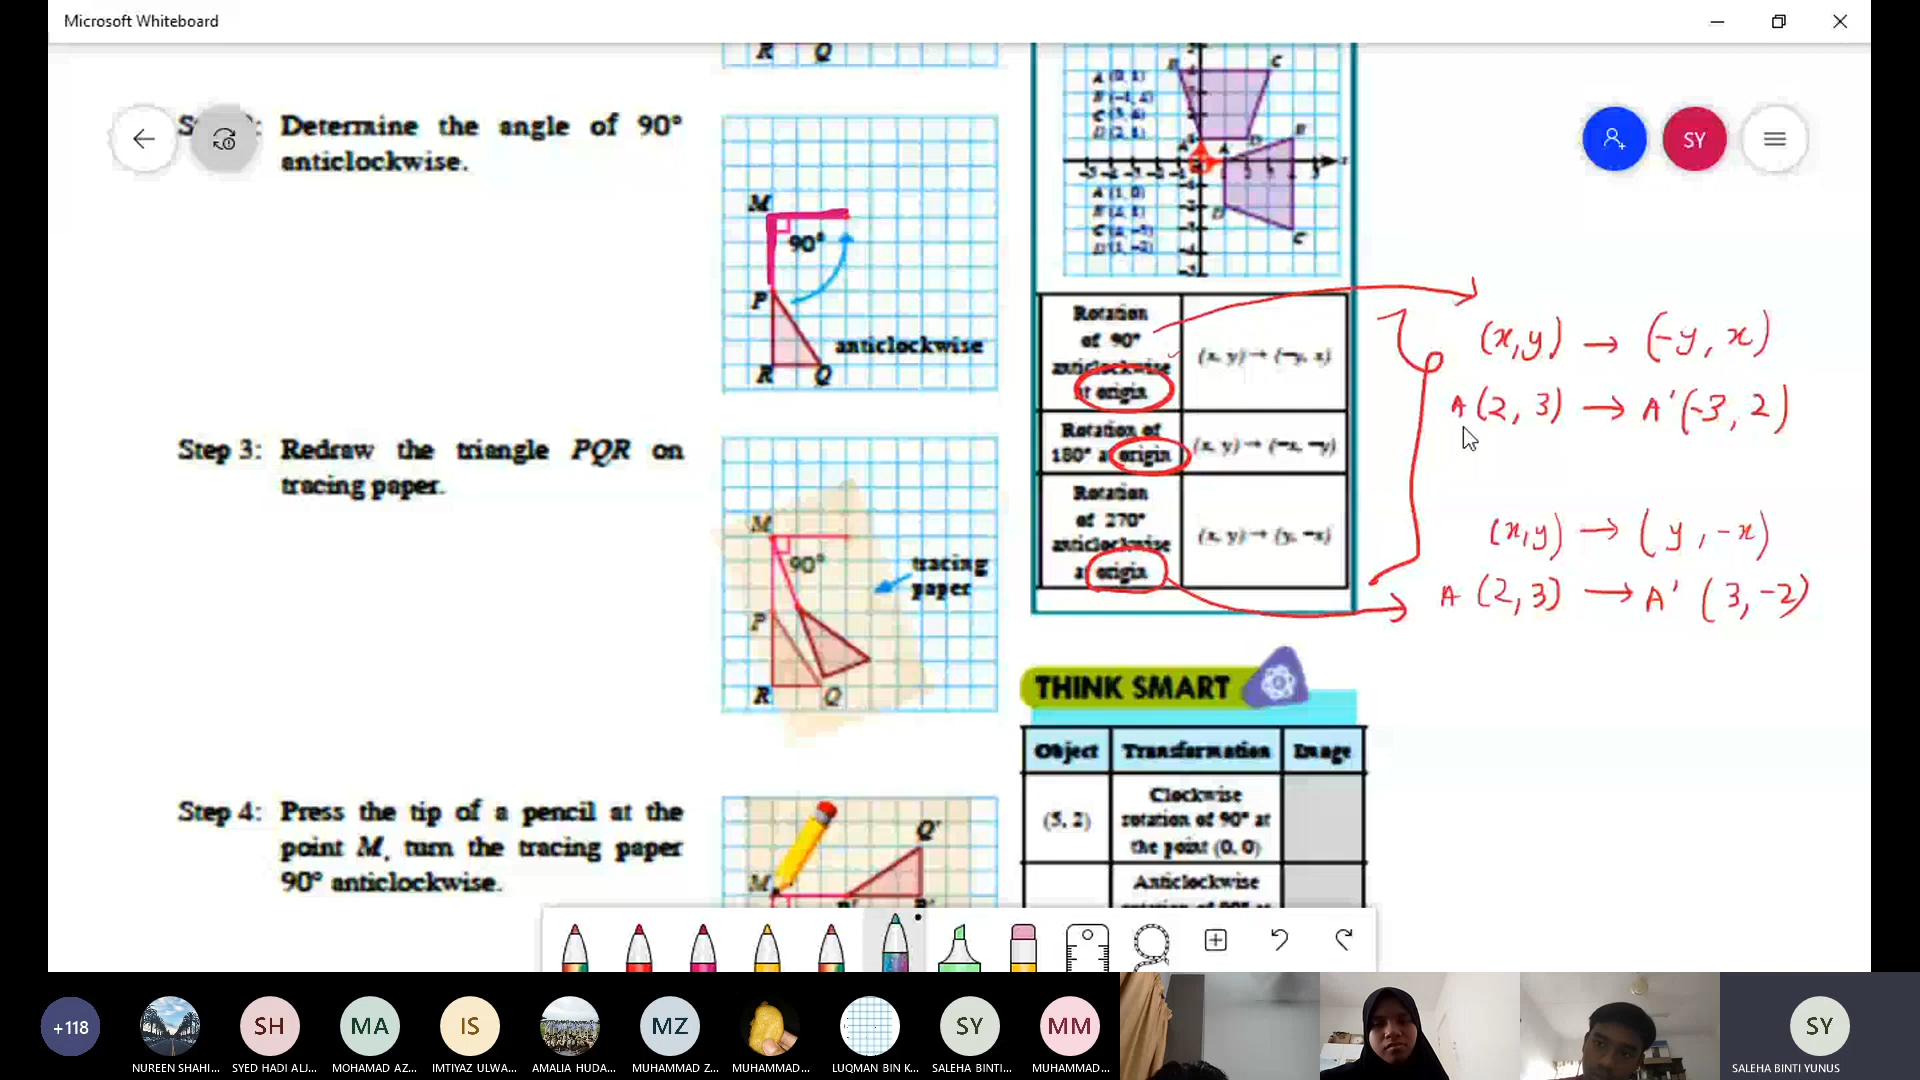 Microsoft Whiteboard
R Q
Determine the angle of 90°
anticlockwise.
M
90°
P
anticlockwise
R Q
Step 3: Redraw the triangle PQR on
tracing paper.
M
90°
tracing
paper
P
R Q
Step 4: Press the tip of a pencil at the
point M, turn the tracing paper
90° anticlockwise.
Q'
M
C
Rotation
of 90°
anticlockwise
at origin
(x, y) → (−y, x)
Rotation of
180° at origin
(x, y) → (−x, −y)
Rotation
of 270°
anticlockwise
at origin
(x, y) → (y, −x)
THINK SMART
Object Transformation Image
(5, 2)
Clockwise
rotation of 90° at
the point (0, 0)
Anticlockwise
(x,y) → (-y, x)
A (2, 3) → A' (-3, 2)
(x,y) → (y, -x)
A (2,3) → A' (3, -2)
SY
+118
SH
MA
IS
MZ
SY
MM
SY
NUREEN SHAHI...
SYED HADI ALJ...
MOHAMAD AZ...
IMTIYAZ ULWA...
AMALIA HUDA...
MUHAMMAD Z...
MUHAMMAD...
LUQMAN BIN K...
SALEHA BINTI...
MUHAMMAD...
SALEHA BINTI YUNUS